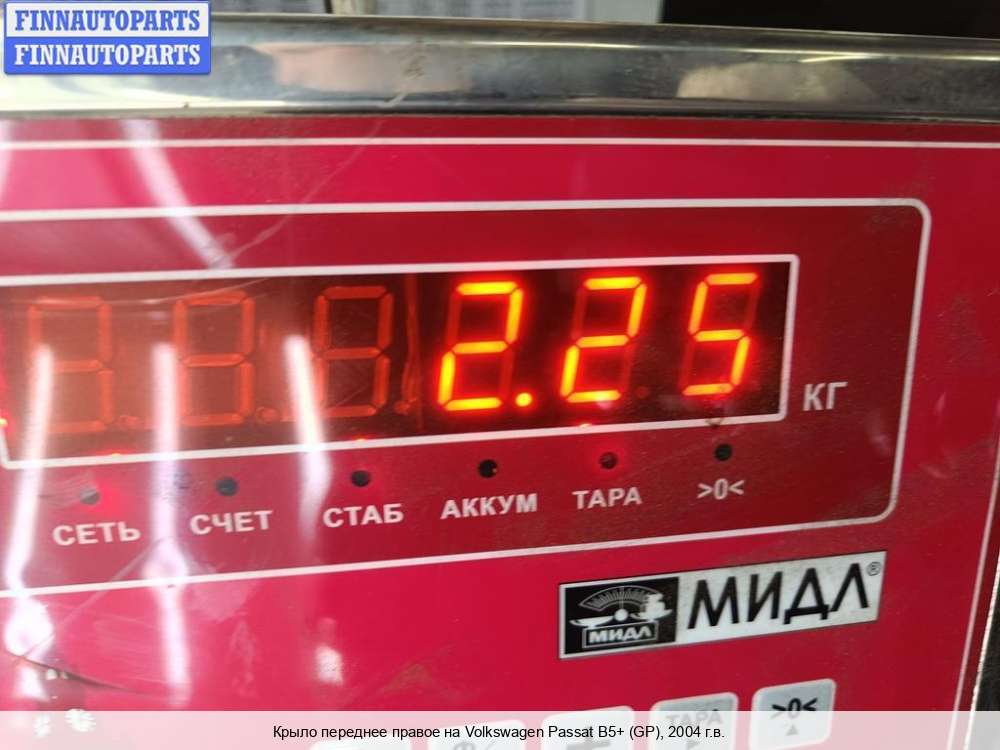 FINNAUTOPARTS
FINNAUTOPARTS
2.25
КГ
СЕТЬ СЧЕТ СТАБ АККУМ ТАРА >0<
МИДЛ МИДЛ®
ТАРА >0<
Крыло переднее правое на Volkswagen Passat B5+ (GP), 2004 г.в.